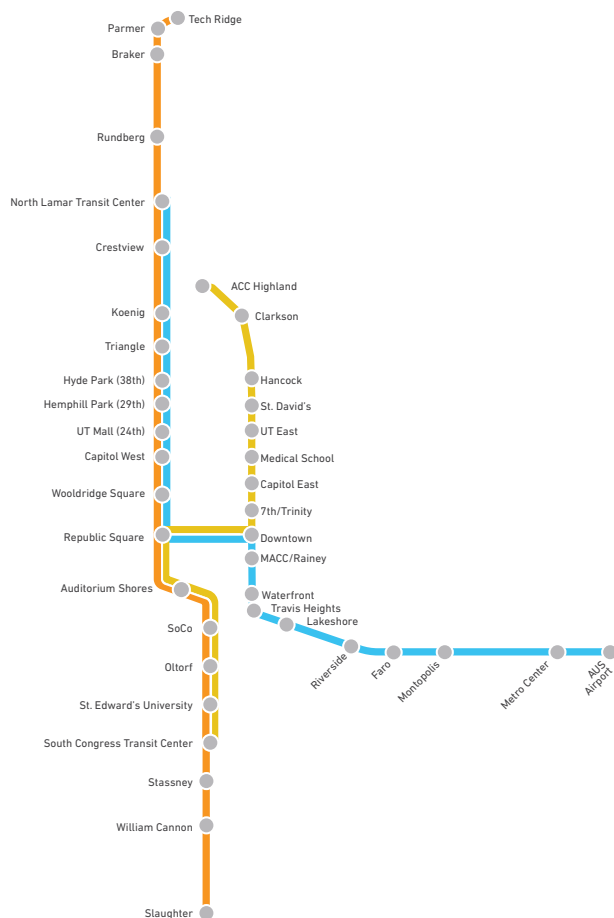 Tech Ridge
Parmer
Braker
Rundberg
North Lamar Transit Center
Crestview
ACC Highland
Koenig
Clarkson
Triangle
Hyde Park (38th)
Hancock
Hemphill Park (29th)
St. David's
UT Mall (24th)
UT East
Capitol West
Medical School
Capitol East
Wooldridge Square
7th/Trinity
Republic Square
Downtown
MACC/Rainey
Auditorium Shores
Waterfront
Travis Heights
Lakeshore
SoCo
Riverside
Faro
Montopolis
Metro Center
AUS
Airport
Oltorf
St. Edward's University
South Congress Transit Center
Stassney
William Cannon
Slaughter